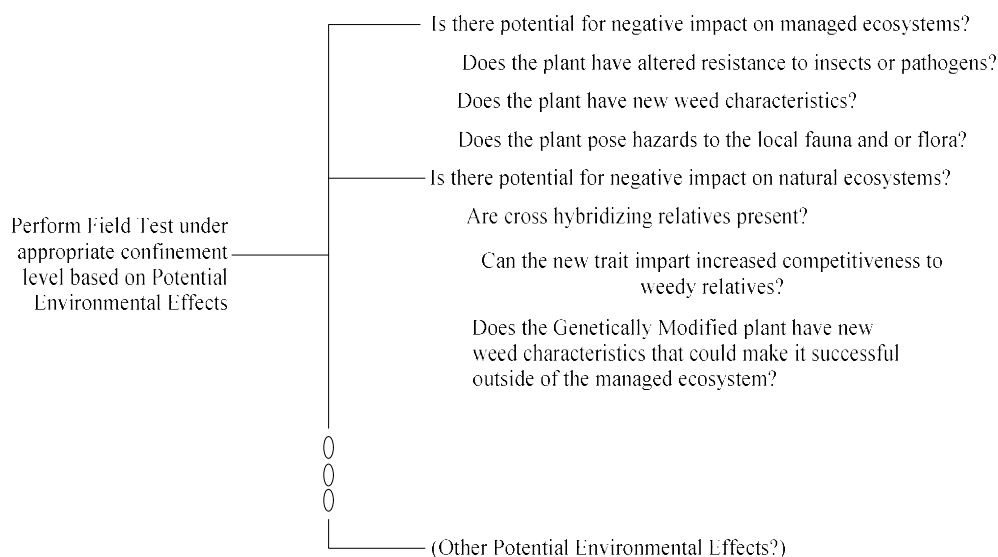 Is there potential for negative impact on managed ecosystems?
Does the plant have altered resistance to insects or pathogens?
Does the plant have new weed characteristics?
Does the plant pose hazards to the local fauna and or flora?
Is there potential for negative impact on natural ecosystems?
Are cross hybridizing relatives present?
Perform Field Test under
appropriate confinement
level based on Potential
Environmental Effects
Can the new trait impart increased competitiveness to
weedy relatives?
Does the Genetically Modified plant have new
weed characteristics that could make it successful
outside of the managed ecosystem?
(Other Potential Environmental Effects?)